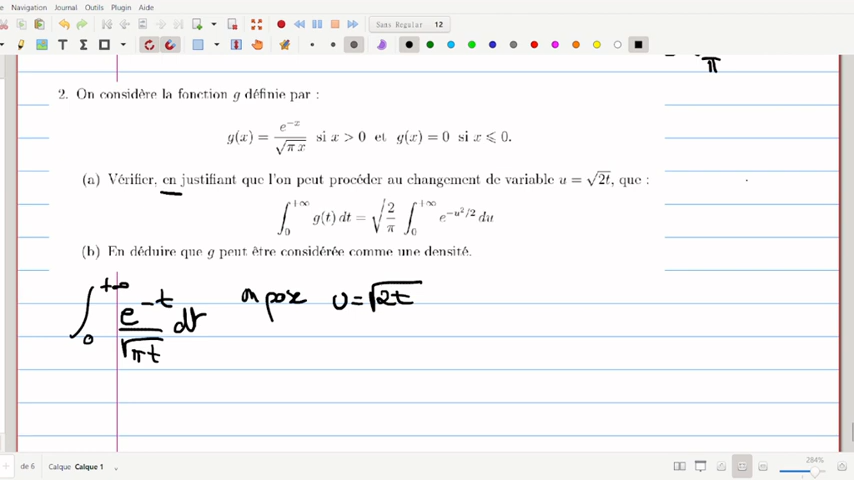 Navigation Journal Outils Plugin Aide
Sans Regular 12
π
2. On considère la fonction g définie par :
g(x) = e^{-x} / √(π x) si x > 0 et g(x) = 0 si x ⩽ 0.
(a) Vérifier, en justifiant que l'on peut procéder au changement de variable u = √2t, que :
∫_0^{+∞} g(t) dt = √(2/π) ∫_0^{+∞} e^{-u²/2} du
(b) En déduire que g peut être considérée comme une densité.
∫_0^{+∞} e^{-t} / √(πt) dt on pose u = √2t
de 6 Calque Calque 1 284%